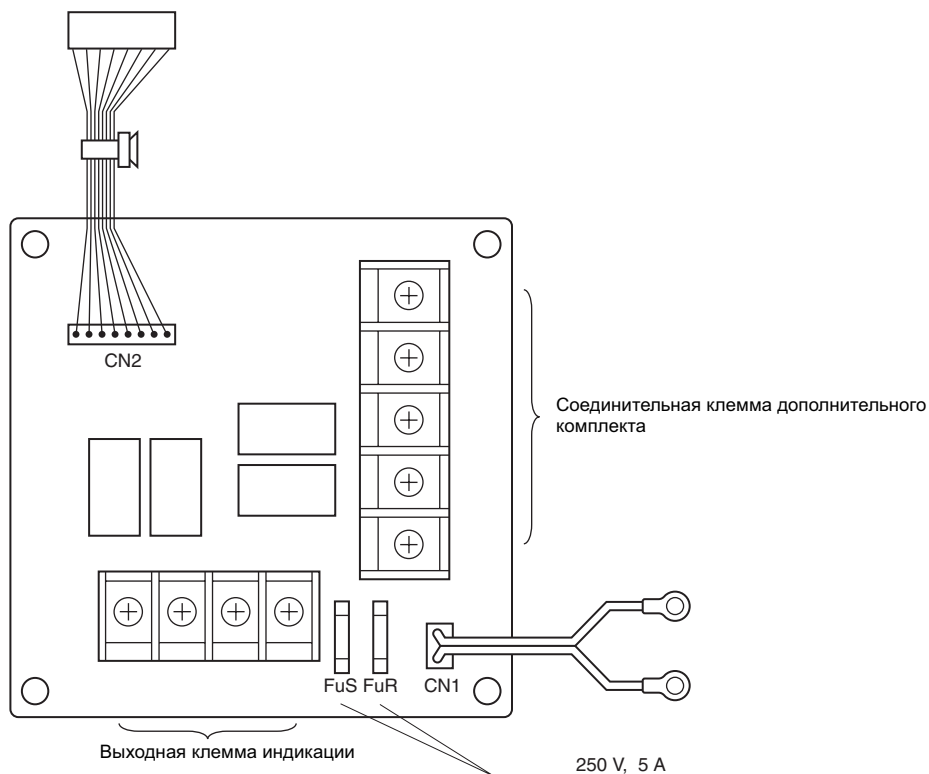 CN2
Соединительная клемма дополнительного
комплекта
FuS FuR CN1
Выходная клемма индикации
250 V, 5 A